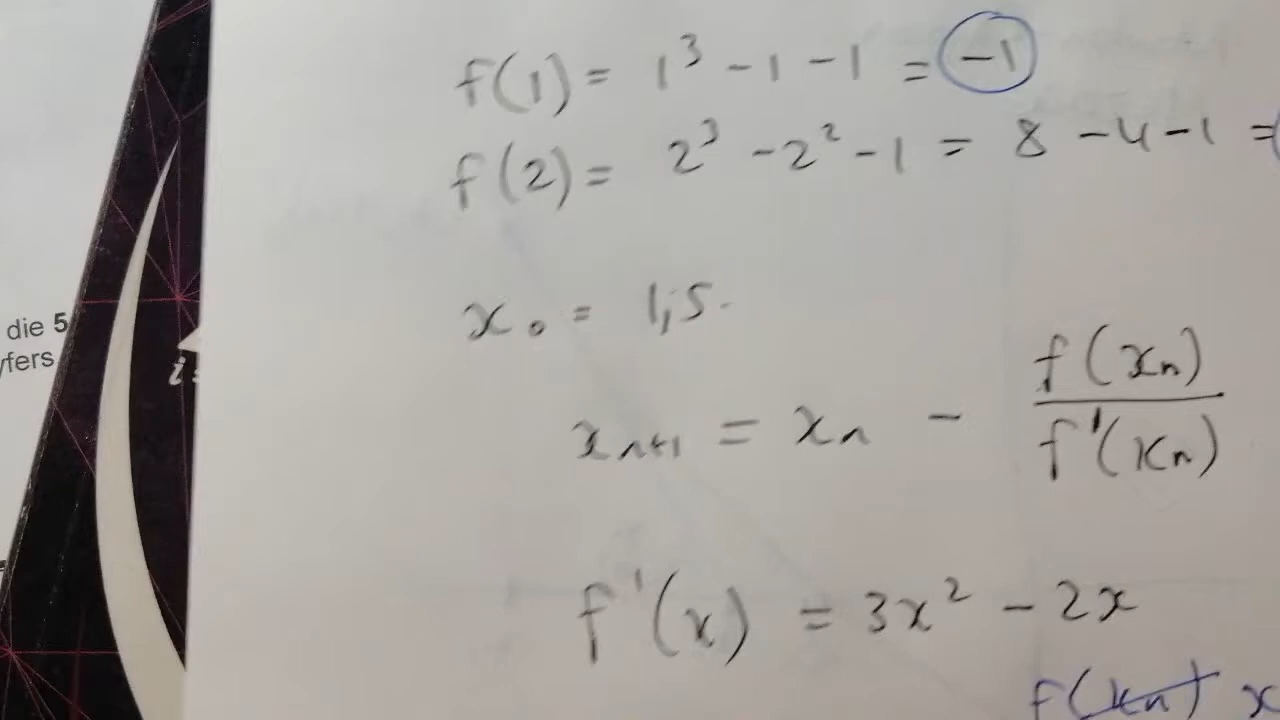 f(1) = 1³ - 1 - 1 = -1
f(2) = 2³ - 2² - 1 = 8 - 4 - 1 =
x₀ = 1,5.
xₙ₊₁ = xₙ - f(xₙ) / f'(xₙ)
f'(x) = 3x² - 2x
f(xₙ) x
die 5
yfers
i